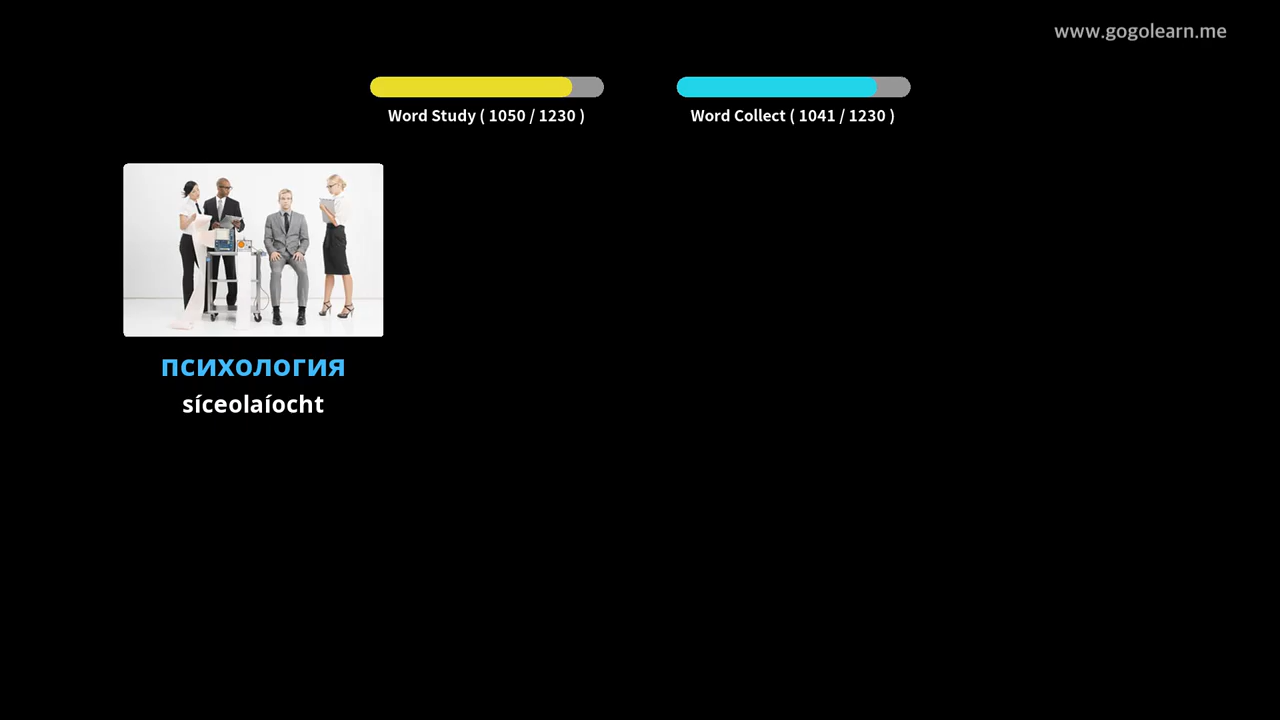 www.gogolearn.me
Word Study ( 1050 / 1230 )
Word Collect ( 1041 / 1230 )
психология
síceolaíocht